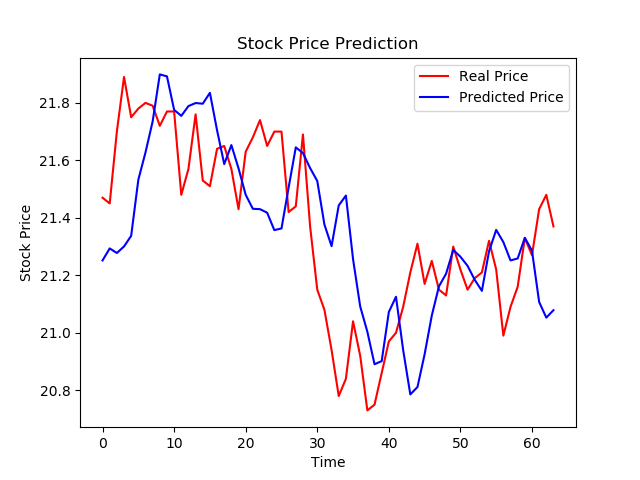 Stock Price Prediction
Real Price
Predicted Price
Stock Price
21.8
21.6
21.4
21.2
21.0
20.8
0 10 20 30 40 50 60
Time